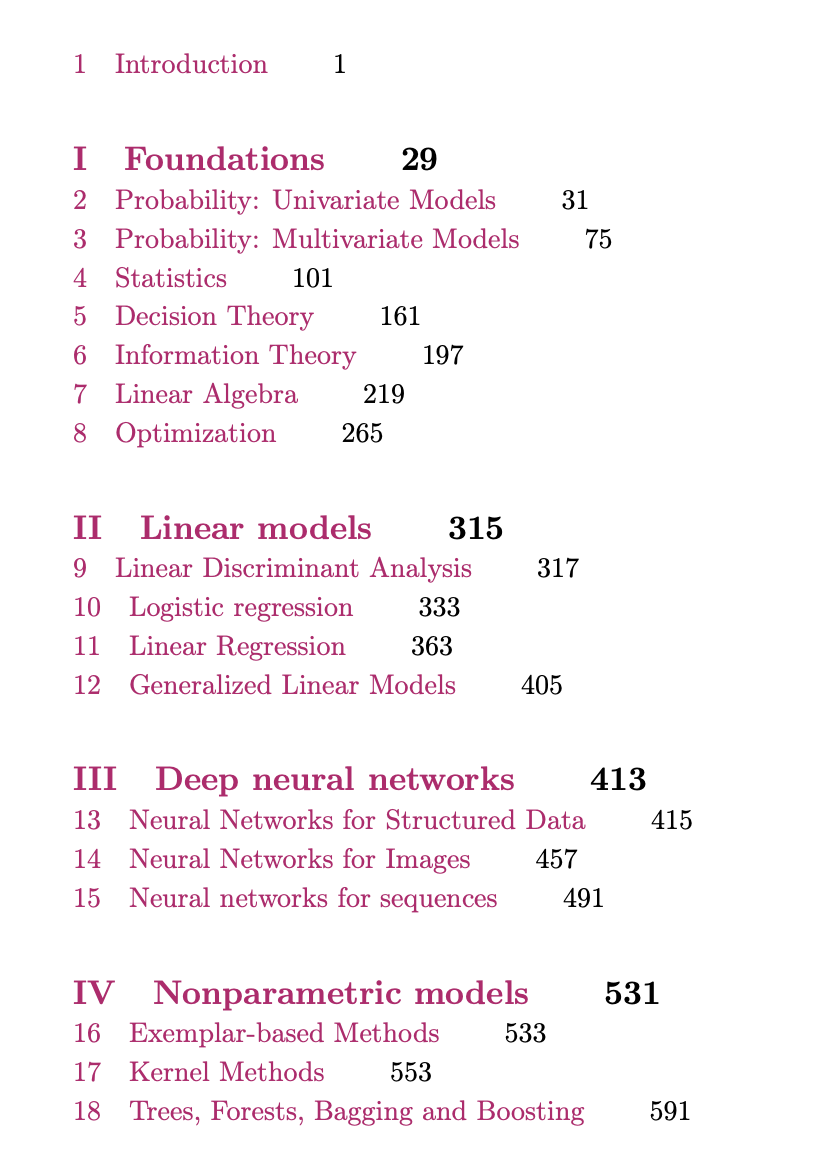 1 Introduction 1
I Foundations 29
2 Probability: Univariate Models 31
3 Probability: Multivariate Models 75
4 Statistics 101
5 Decision Theory 161
6 Information Theory 197
7 Linear Algebra 219
8 Optimization 265
II Linear models 315
9 Linear Discriminant Analysis 317
10 Logistic regression 333
11 Linear Regression 363
12 Generalized Linear Models 405
III Deep neural networks 413
13 Neural Networks for Structured Data 415
14 Neural Networks for Images 457
15 Neural networks for sequences 491
IV Nonparametric models 531
16 Exemplar-based Methods 533
17 Kernel Methods 553
18 Trees, Forests, Bagging and Boosting 591